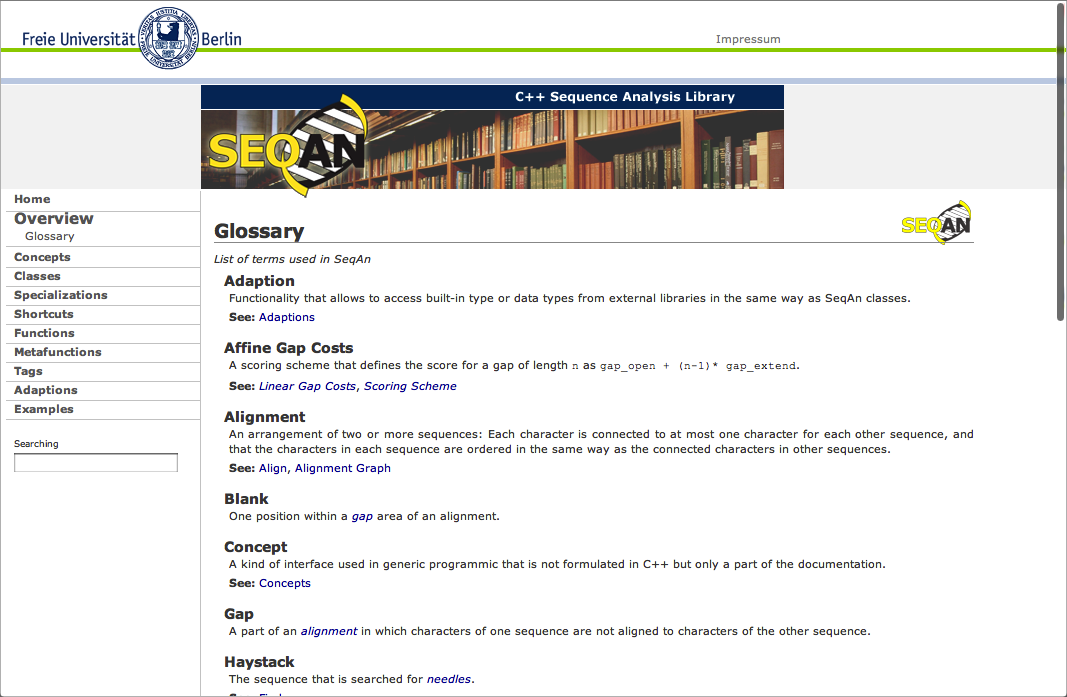 Freie Universität Berlin
Impressum
C++ Sequence Analysis Library
SEQAN
Home
Overview
Glossary
Concepts
Classes
Specializations
Shortcuts
Functions
Metafunctions
Tags
Adaptions
Examples
Searching
Glossary
SEQAN
List of terms used in SeqAn
Adaption
Functionality that allows to access built-in type or data types from external libraries in the same way as SeqAn classes.
See: Adaptions
Affine Gap Costs
A scoring scheme that defines the score for a gap of length n as gap_open + (n-1)* gap_extend.
See: Linear Gap Costs, Scoring Scheme
Alignment
An arrangement of two or more sequences: Each character is connected to at most one character for each other sequence, and
that the characters in each sequence are ordered in the same way as the connected characters in other sequences.
See: Align, Alignment Graph
Blank
One position within a gap area of an alignment.
Concept
A kind of interface used in generic programmic that is not formulated in C++ but only a part of the documentation.
See: Concepts
Gap
A part of an alignment in which characters of one sequence are not aligned to characters of the other sequence.
Haystack
The sequence that is searched for needles.